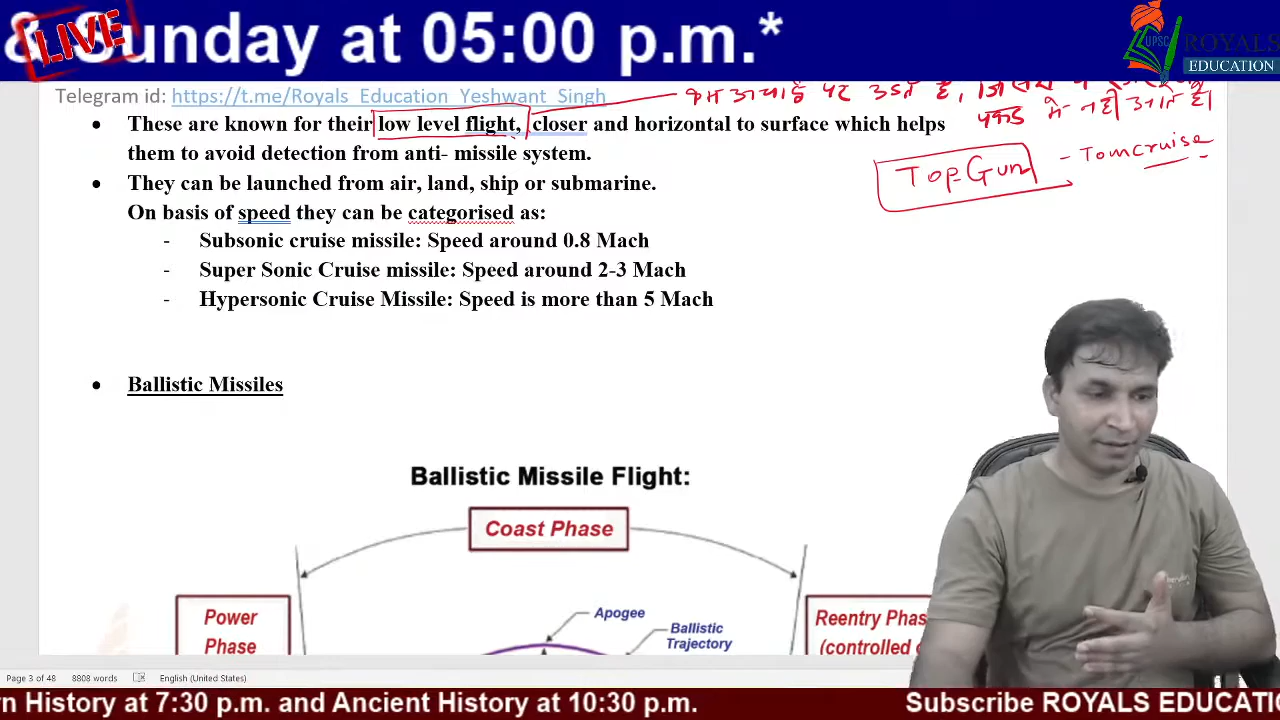 & Sunday at 05:00 p.m.*
LIVE
UPSC ROYALS
EDUCATION
Telegram id: https://t.me/Royals_Education_Yeshwant_Singh
पकड़ में नहीं आते है।
• These are known for their low level flight, closer and horizontal to surface which helps
them to avoid detection from anti- missile system.
Top Gun - Tomcruise
• They can be launched from air, land, ship or submarine.
On basis of speed they can be categorised as:
- Subsonic cruise missile: Speed around 0.8 Mach
- Super Sonic Cruise missile: Speed around 2-3 Mach
- Hypersonic Cruise Missile: Speed is more than 5 Mach
• Ballistic Missiles
Ballistic Missile Flight:
Coast Phase
Power
Phase
Apogee
Ballistic
Trajectory
Reentry Phas
(controlled o
Page 3 of 48 8808 words English (United States)
rn History at 7:30 p.m. and Ancient History at 10:30 p.m. Subscribe ROYALS EDUCATI